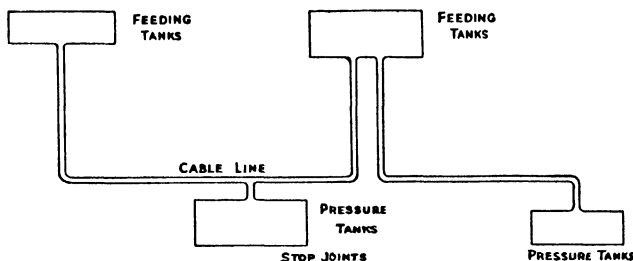 FEEDING
TANKS
FEEDING
TANKS
CABLE LINE
PRESSURE
TANKS
STOP JOINTS
PRESSURE TANKS